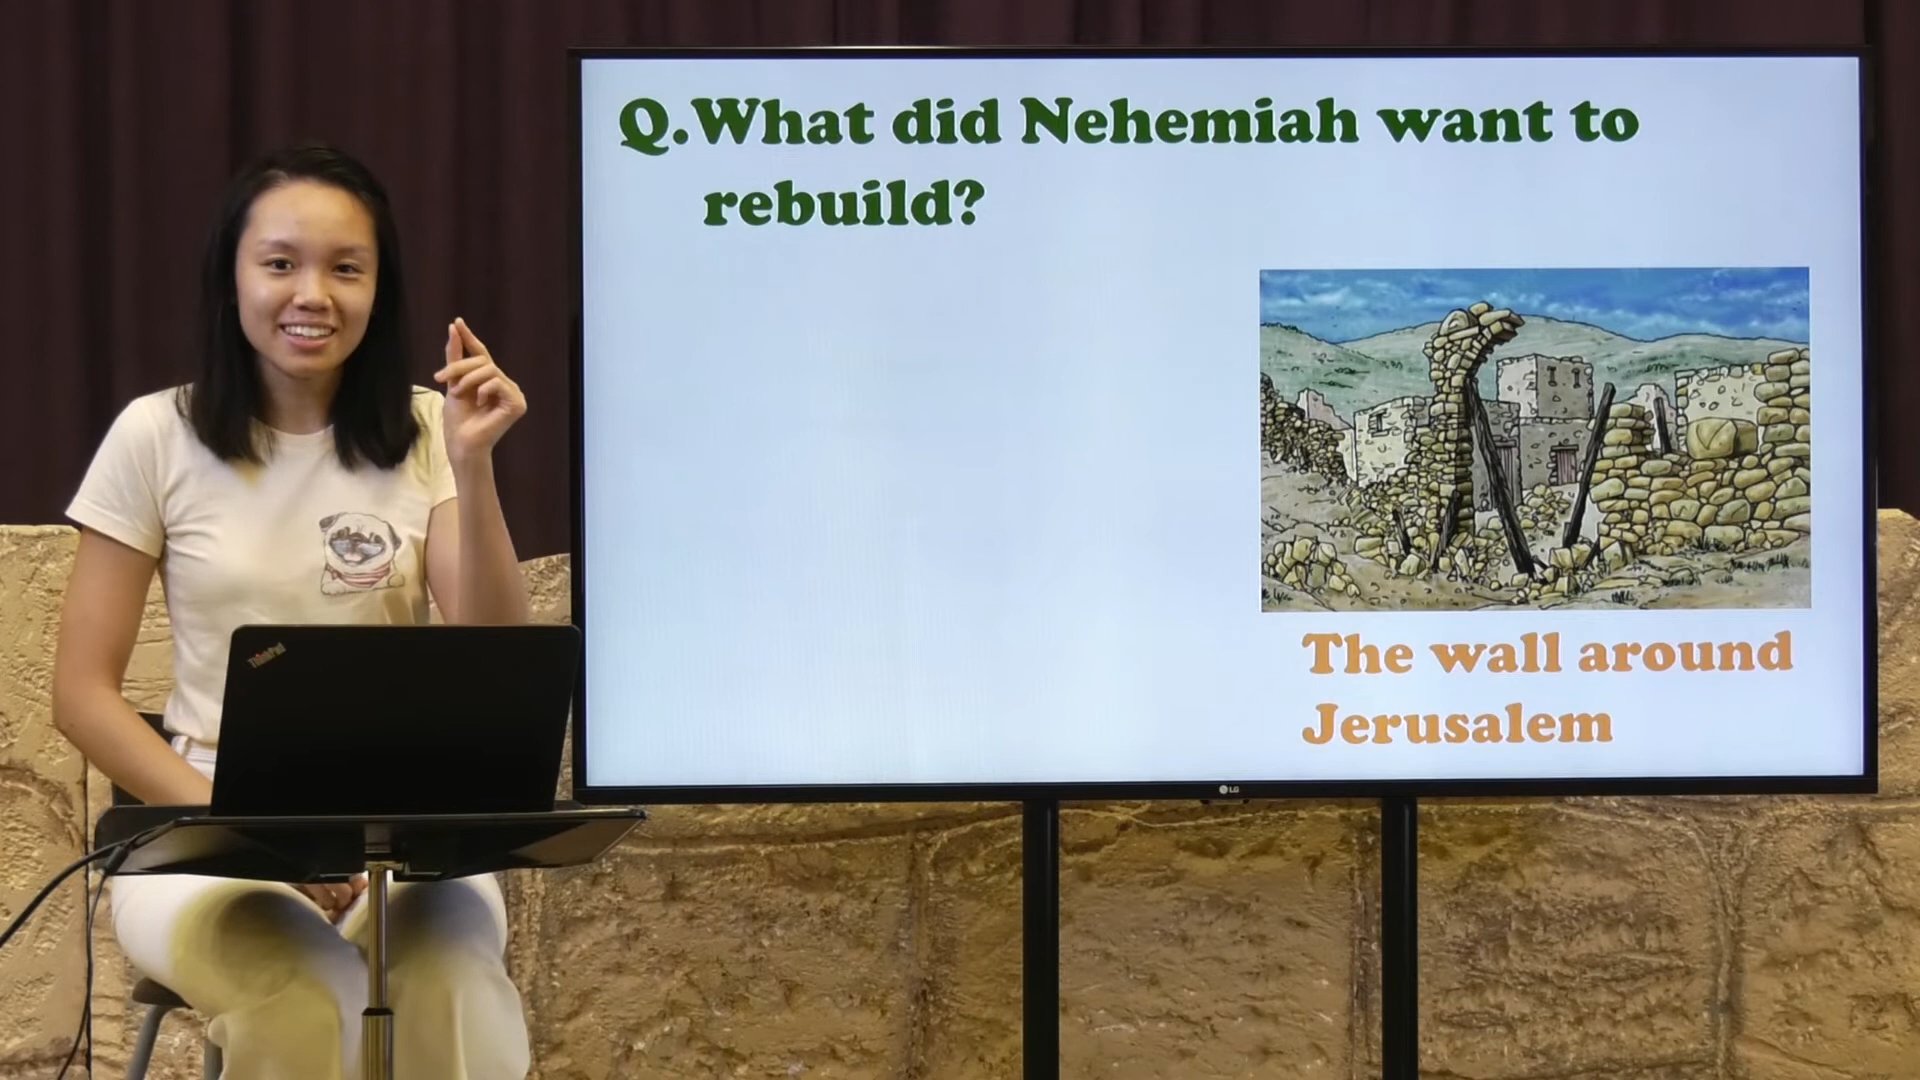 Q.What did Nehemiah want to
rebuild?
The wall around
Jerusalem
ThinkPad
LG